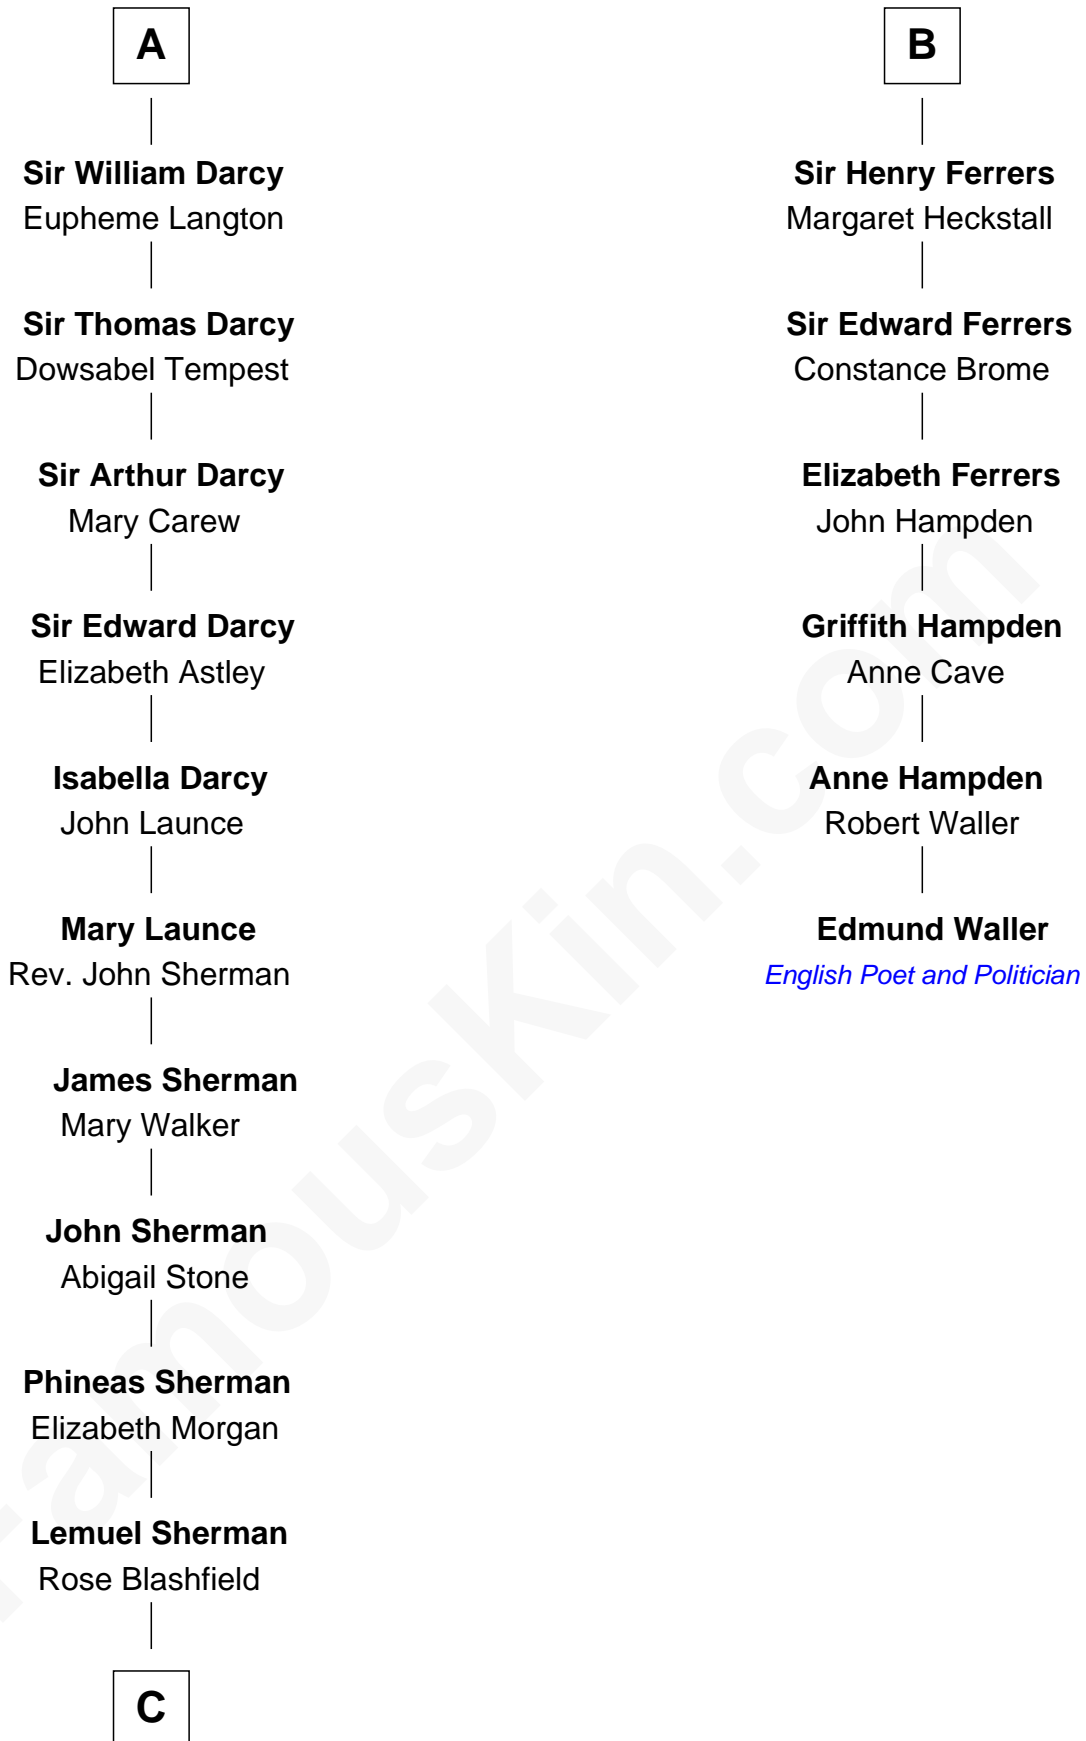 A
Sir William Darcy
Eupheme Langton
Sir Thomas Darcy
Dowsabel Tempest
Sir Arthur Darcy
Mary Carew
Sir Edward Darcy
Elizabeth Astley
Isabella Darcy
John Launce
Mary Launce
Rev. John Sherman
James Sherman
Mary Walker
John Sherman
Abigail Stone
Phineas Sherman
Elizabeth Morgan
Lemuel Sherman
Rose Blashfield
C
B
Sir Henry Ferrers
Margaret Heckstall
Sir Edward Ferrers
Constance Brome
Elizabeth Ferrers
John Hampden
Griffith Hampden
Anne Cave
Anne Hampden
Robert Waller
Edmund Waller
English Poet and Politician
FamousKin.com